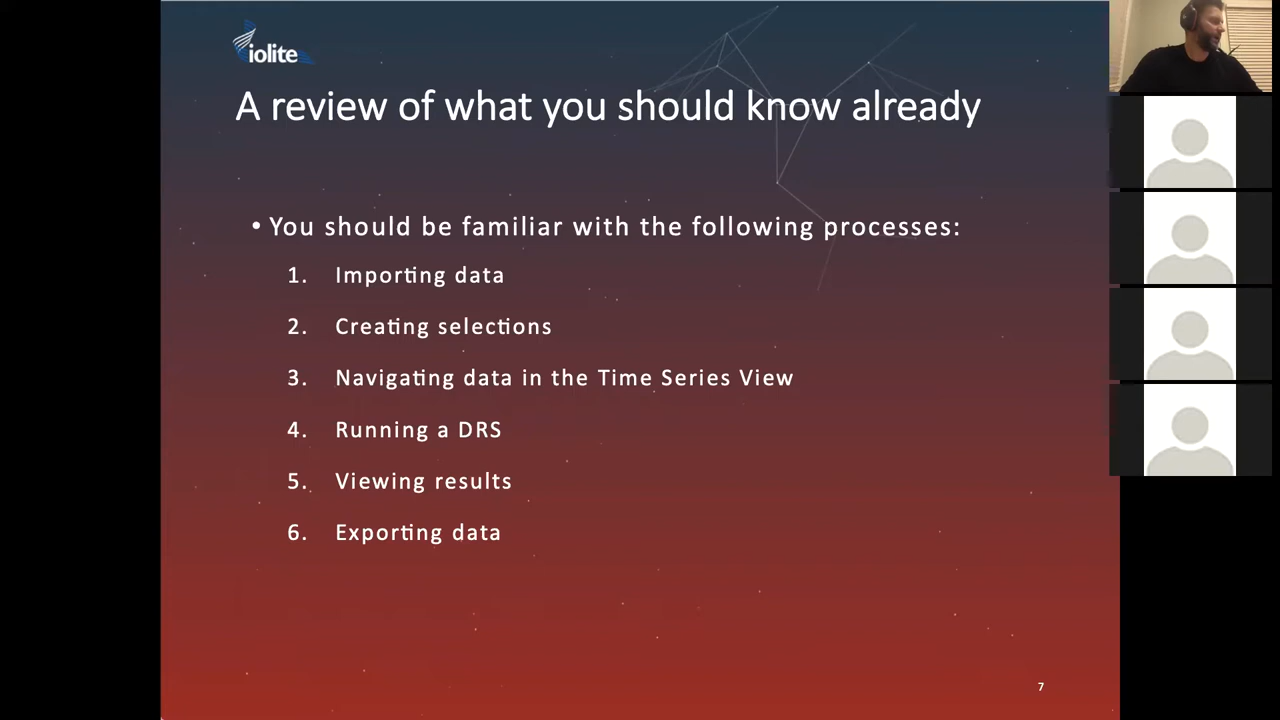 iolite
A review of what you should know already
• You should be familiar with the following processes:
1. Importing data
2. Creating selections
3. Navigating data in the Time Series View
4. Running a DRS
5. Viewing results
6. Exporting data
7